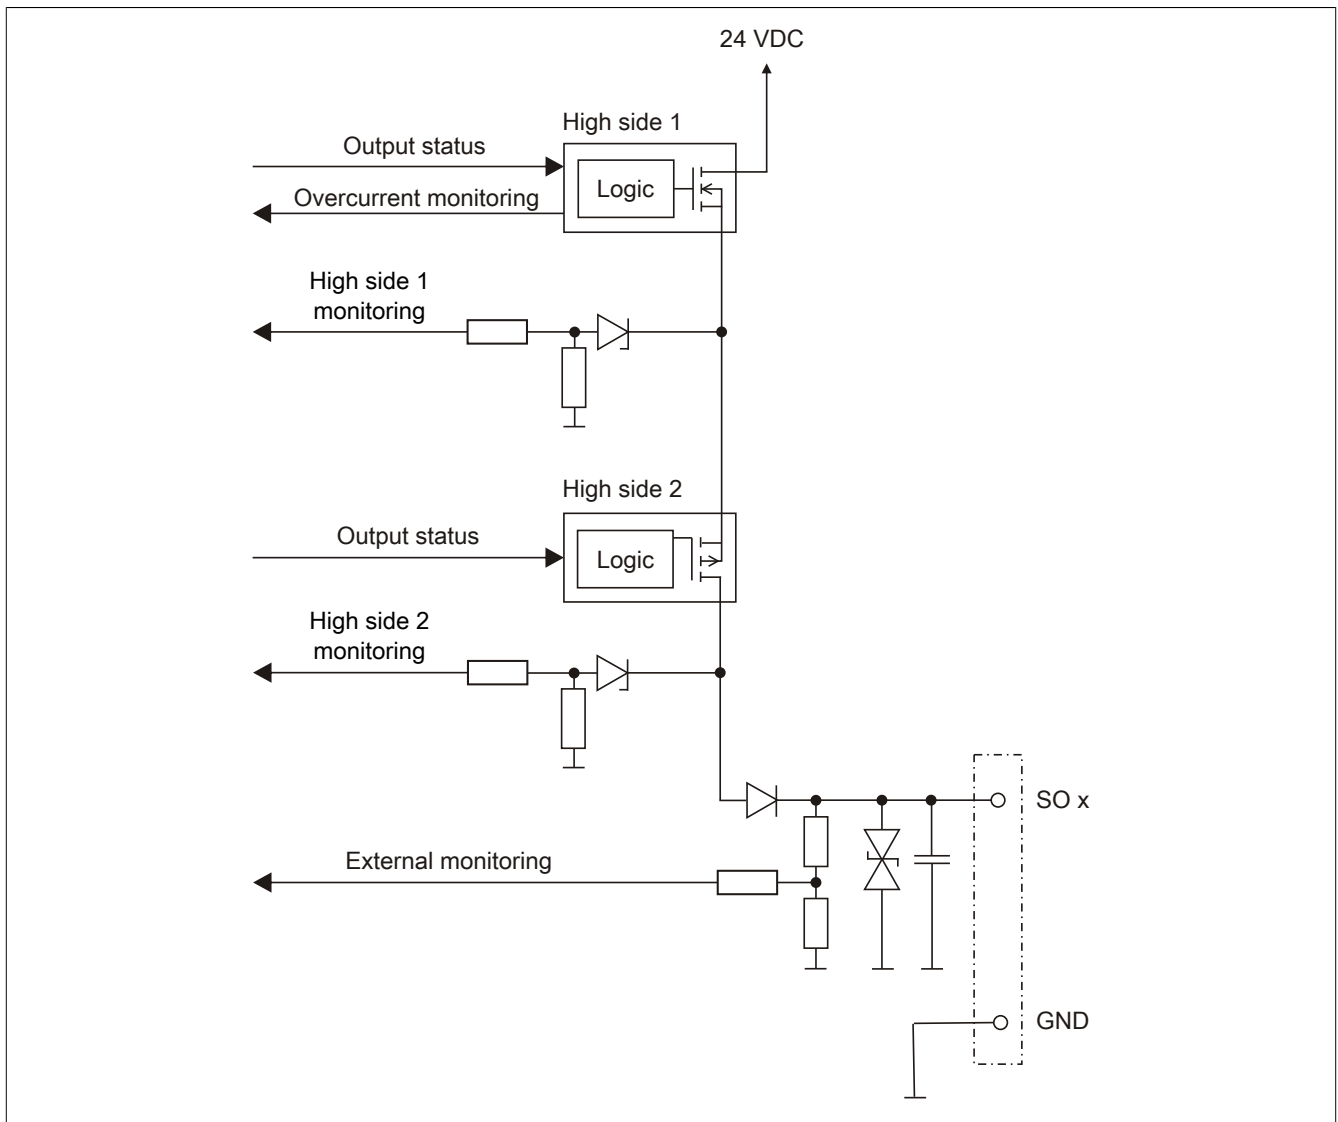 24 VDC
High side 1
Output status
Logic
Overcurrent monitoring
High side 1
monitoring
High side 2
Output status
Logic
High side 2
monitoring
SO x
External monitoring
GND